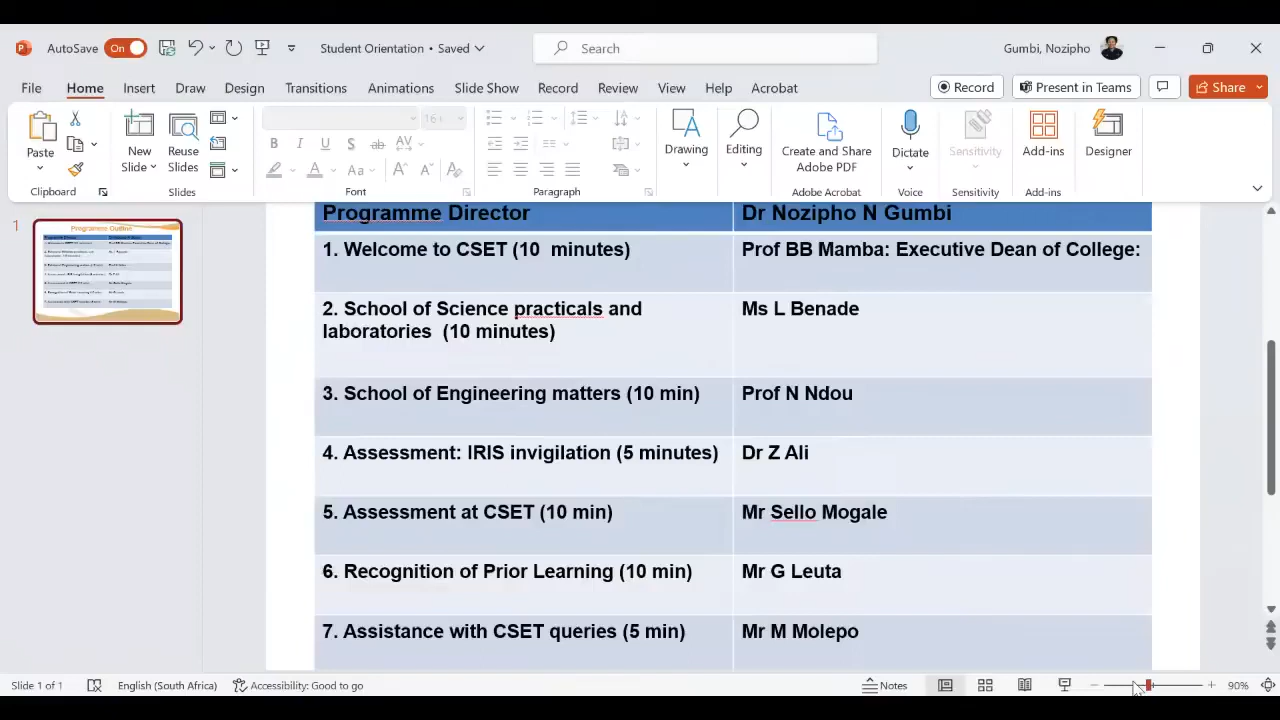 AutoSave On Student Orientation • Saved Search Gumbi, Nozipho
File Home Insert Draw Design Transitions Animations Slide Show Record Review View Help Acrobat Record Present in Teams Share
Paste New Slide Reuse Slides 16 Drawing Editing Create and Share Adobe PDF Dictate Sensitivity Add-ins Designer
Clipboard Slides Font Paragraph Adobe Acrobat Voice Sensitivity Add-ins
1
Programme Outline
Programme Director Dr Nozipho N Gumbi
1. Welcome to CSET (10 minutes) Prof BB Mamba: Executive Dean of College:
2. School of Science practicals and Ms L Benade
laboratories (10 minutes)
3. School of Engineering matters (10 min) Prof N Ndou
4. Assessment: IRIS invigilation (5 minutes) Dr Z Ali
5. Assessment at CSET (10 min) Mr Sello Mogale
6. Recognition of Prior Learning (10 min) Mr G Leuta
7. Assistance with CSET queries (5 min) Mr M Molepo
Slide 1 of 1 English (South Africa) Accessibility: Good to go Notes 90%